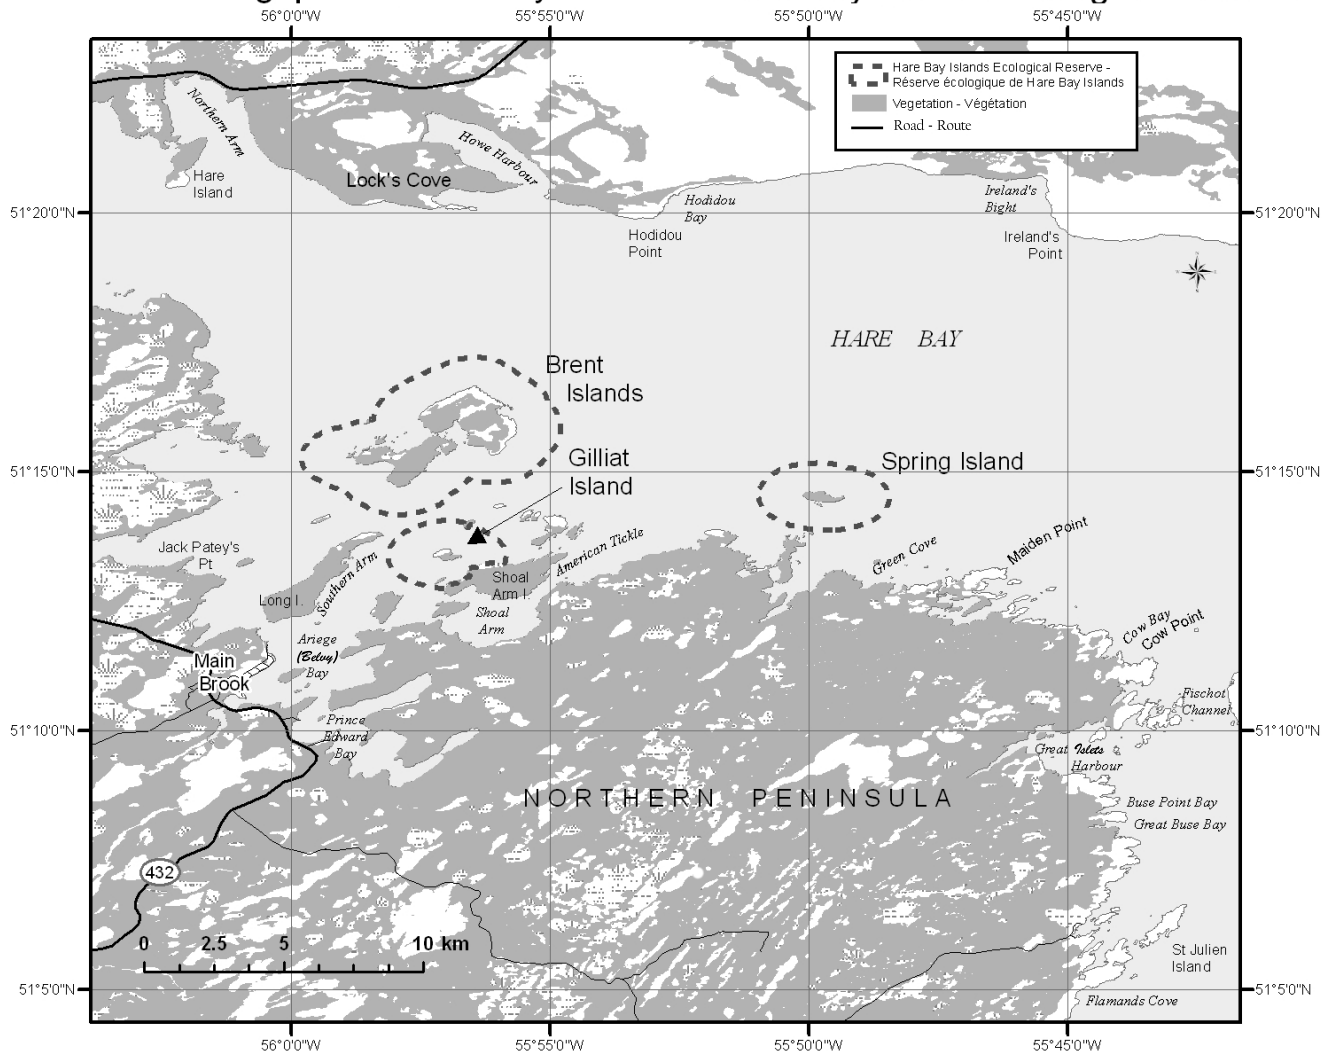 56°0'0"W
55°55'0"W
55°50'0"W
55°45'0"W
Hare Bay Islands Ecological Reserve -
Réserve écologique de Hare Bay Islands
Vegetation - Végétation
Road - Route
Northern Arm
Howe Harbour
Hare
Island
Lock's Cove
Hodidou
Bay
Ireland's
Bight
51°20'0"N
51°20'0"N
Hodidou
Point
Ireland's
Point
HARE BAY
Brent
Islands
Gilliat
Island
Spring Island
51°15'0"N
51°15'0"N
Jack Patey's
Pt
Southern Arm
American Tickle
Green Cove
Maiden Point
Long I.
Shoal
Arm I.
Shoal
Arm
Cow Bay
Cow Point
Ariege
(Belvy)
Bay
Main
Brook
Fischot
Channel
Prince
Edward
Bay
51°10'0"N
51°10'0"N
Great Islets
Harbour
NORTHERN PENINSULA
Buse Point Bay
Great Buse Bay
432
0 2.5 5 10 km
St Julien
Island
51°5'0"N
51°5'0"N
Flamands Cove
56°0'0"W
55°55'0"W
55°50'0"W
55°45'0"W